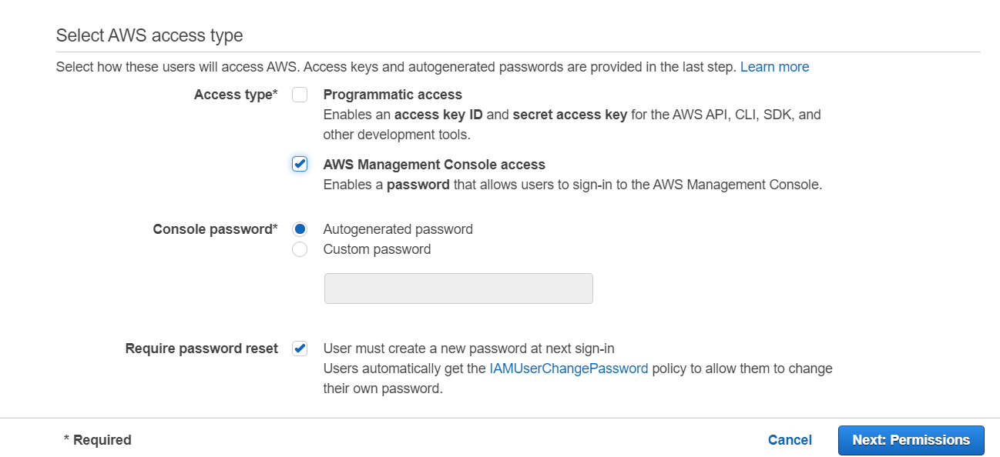 Select AWS access type
Select how these users will access AWS. Access keys and autogenerated passwords are provided in the last step. Learn more
Access type* Programmatic access
Enables an access key ID and secret access key for the AWS API, CLI, SDK, and
other development tools.
AWS Management Console access
Enables a password that allows users to sign-in to the AWS Management Console.
Console password* Autogenerated password
Custom password
Require password reset User must create a new password at next sign-in
Users automatically get the IAMUserChangePassword policy to allow them to change
their own password.
* Required Cancel Next: Permissions